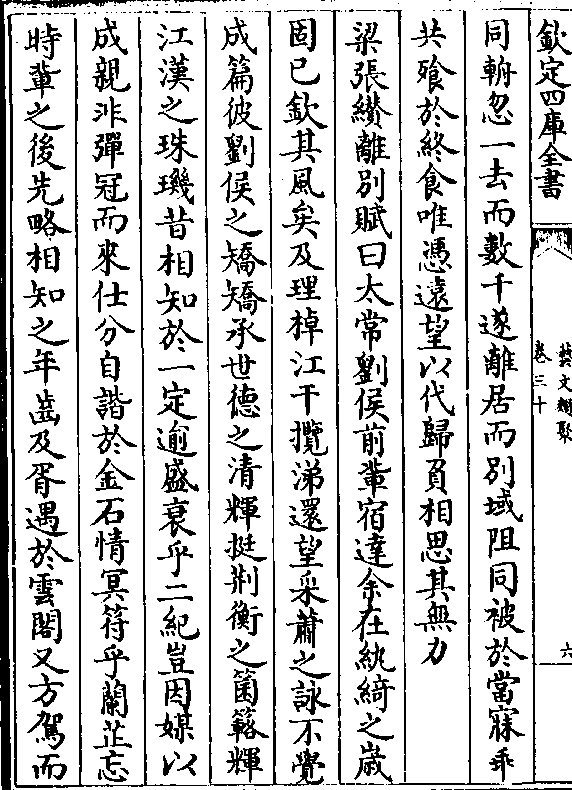 欽定四庫全書
藝文類聚
卷三十
六
同輈忽一去而數千遂離居而別域阻同被於當寐乖
共飱於終食唯憑遠望以代歸負相思其無力
梁張纘離別賦曰太常劉侯前輩宿達余在紈綺之歲
固已欽其風矣及理棹江干攬涕還望采蕭之詠不覺
成篇彼劉侯之矯矯承世德之清輝挺荆衡之箘簬輝
江漢之珠璣昔相知於一定逾盛衰乎二紀豈因媒以
成親非彈冠而來仕分自諧於金石情冥符乎蘭芷忘
時輩之後先略相知之年齒及胥遇於雲閣又方駕而